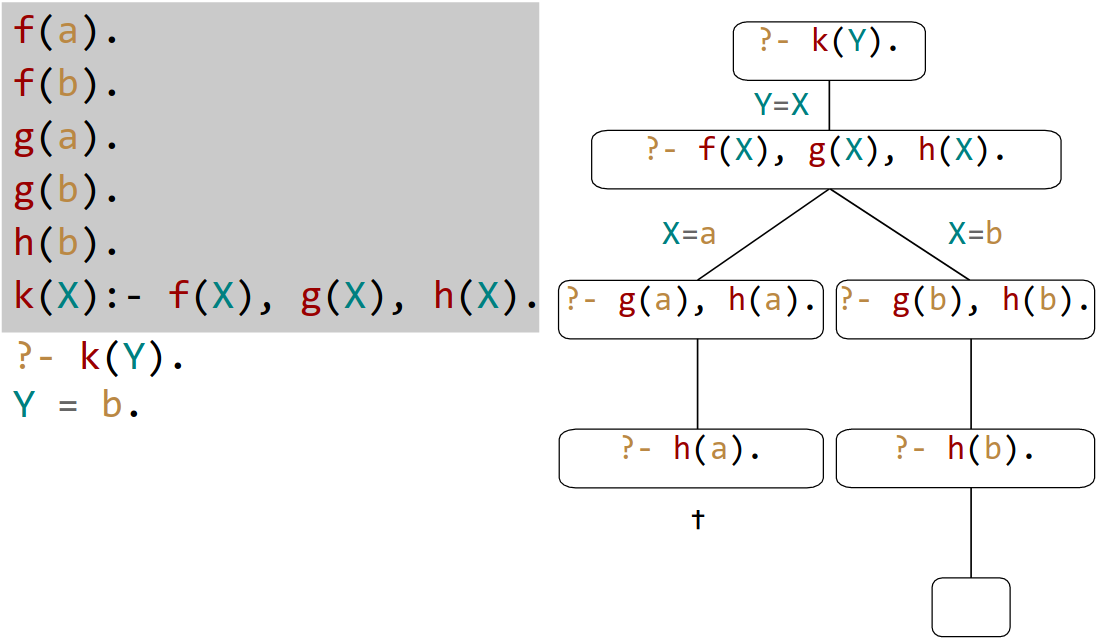 f(a).
f(b).
g(a).
g(b).
h(b).
k(X):- f(X), g(X), h(X).
?- k(Y).
Y = b.
?- k(Y).
Y=X
?- f(X), g(X), h(X).
X=a
X=b
?- g(a), h(a).
?- g(b), h(b).
?- h(a).
?- h(b).
†